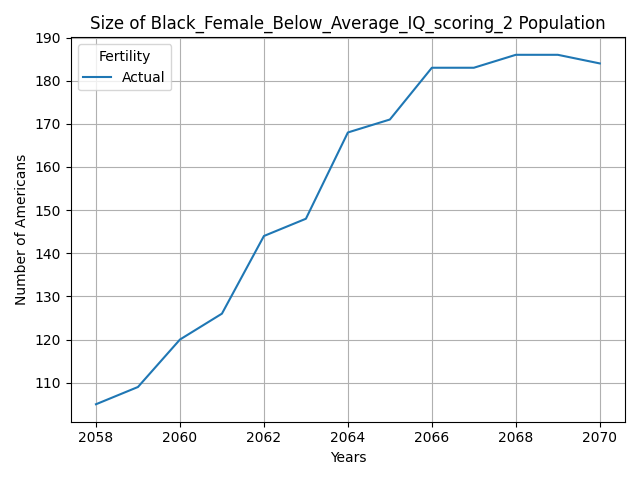 Size of Black_Female_Below_Average_IQ_scoring_2 Population
Fertility
Actual
Number of Americans
190
180
170
160
150
140
130
120
110
2058 2060 2062 2064 2066 2068 2070
Years